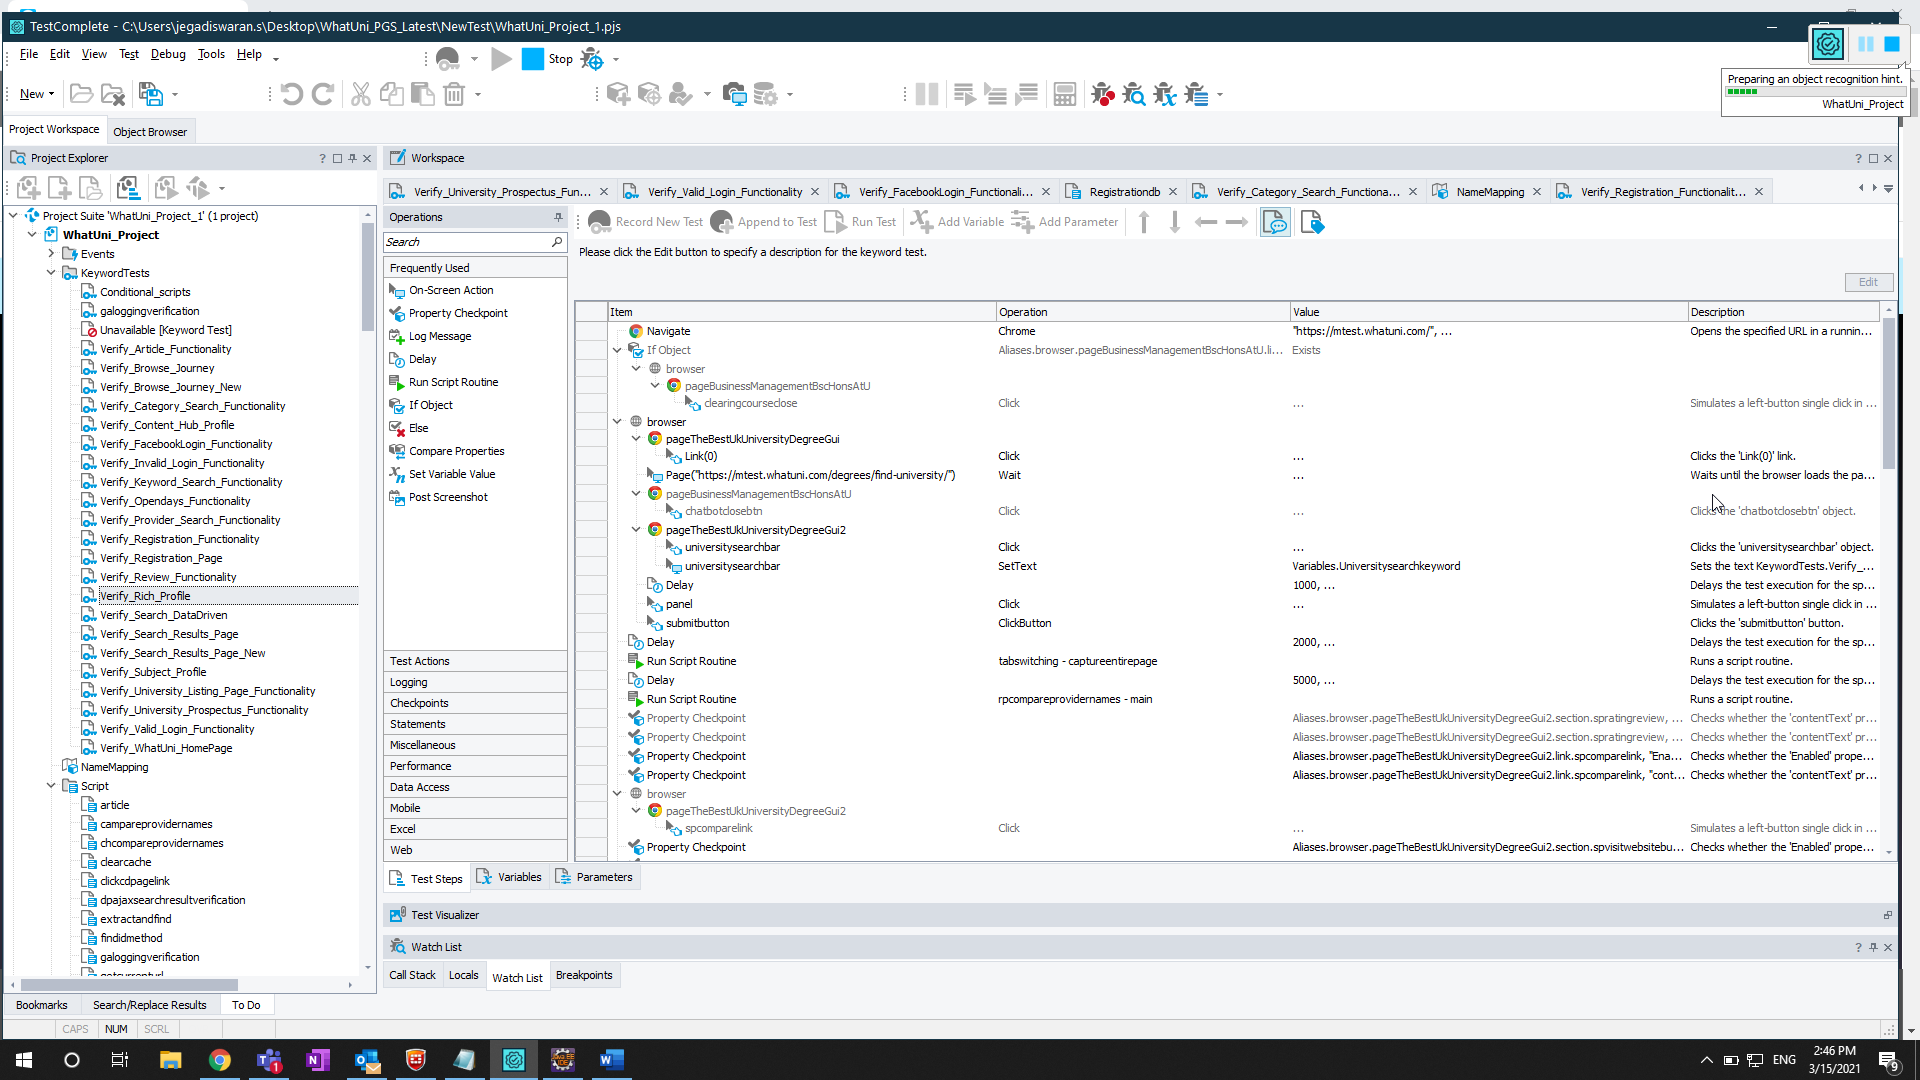 TestComplete - C:\Users\jegadiswaran.s\Desktop\WhatUni_PGS_Latest\NewTest\WhatUni_Project_1.pjs
File Edit View Test Debug Tools Help
Stop
Preparing an object recognition hint.
WhatUni_Project
New
Project Workspace
Object Browser
Project Explorer
Workspace
Verify_University_Prospectus_Fun...
Verify_Valid_Login_Functionality
Verify_FacebookLogin_Functionali...
Registrationdb
Verify_Category_Search_Functiona...
NameMapping
Verify_Registration_Functionalit...
Project Suite 'WhatUni_Project_1' (1 project)
WhatUni_Project
Events
KeywordTests
Conditional_scripts
galoggingverification
Unavailable [Keyword Test]
Verify_Article_Functionality
Verify_Browse_Journey
Verify_Browse_Journey_New
Verify_Category_Search_Functionality
Verify_Content_Hub_Profile
Verify_FacebookLogin_Functionality
Verify_Invalid_Login_Functionality
Verify_Keyword_Search_Functionality
Verify_Opendays_Functionality
Verify_Provider_Search_Functionality
Verify_Registration_Functionality
Verify_Registration_Page
Verify_Review_Functionality
Verify_Rich_Profile
Verify_Search_DataDriven
Verify_Search_Results_Page
Verify_Search_Results_Page_New
Verify_Subject_Profile
Verify_University_Listing_Page_Functionality
Verify_University_Prospectus_Functionality
Verify_Valid_Login_Functionality
Verify_WhatUni_HomePage
NameMapping
Script
article
campareprovidernames
chcompareprovidernames
clearcache
clickcdpagelink
dpajaxsearchresultverification
extractandfind
findidmethod
galoggingverification
Bookmarks
Search/Replace Results
To Do
CAPS NUM SCRL
Operations
Search
Frequently Used
On-Screen Action
Property Checkpoint
Log Message
Delay
Run Script Routine
If Object
Else
Compare Properties
Set Variable Value
Post Screenshot
Test Actions
Logging
Checkpoints
Statements
Miscellaneous
Performance
Data Access
Mobile
Excel
Web
Record New Test Append to Test Run Test Add Variable Add Parameter
Please click the Edit button to specify a description for the keyword test.
Edit
Item Operation Value Description
Navigate Chrome "https://mtest.whatuni.com/", ... Opens the specified URL in a runnin...
If Object Aliases.browser.pageBusinessManagementBscHonsAtU.li... Exists
browser
pageBusinessManagementBscHonsAtU
clearingcourseclose Click ... Simulates a left-button single click in ...
browser
pageTheBestUkUniversityDegreeGui
Link(0) Click ... Clicks the 'Link(0)' link.
Page("https://mtest.whatuni.com/degrees/find-university/") Wait ... Waits until the browser loads the pa...
pageBusinessManagementBscHonsAtU
chatbotclosebtn Click ... Clicks the 'chatbotclosebtn' object.
pageTheBestUkUniversityDegreeGui2
universitysearchbar Click ... Clicks the 'universitysearchbar' object.
universitysearchbar SetText Variables.Universitysearchkeyword Sets the text KeywordTests.Verify_...
Delay 1000, ... Delays the test execution for the sp...
panel Click ... Simulates a left-button single click in ...
submitbutton ClickButton Clicks the 'submitbutton' button.
Delay 2000, ... Delays the test execution for the sp...
Run Script Routine tabswitching - captureentirepage Runs a script routine.
Delay 5000, ... Delays the test execution for the sp...
Run Script Routine rpcompareprovidernames - main Runs a script routine.
Property Checkpoint Aliases.browser.pageTheBestUkUniversityDegreeGui2.section.spratingreview, ... Checks whether the 'contentText' pr...
Property Checkpoint Aliases.browser.pageTheBestUkUniversityDegreeGui2.section.spratingreview, ... Checks whether the 'contentText' pr...
Property Checkpoint Aliases.browser.pageTheBestUkUniversityDegreeGui2.link.spcomparelink, "Ena... Checks whether the 'Enabled' prope...
Property Checkpoint Aliases.browser.pageTheBestUkUniversityDegreeGui2.link.spcomparelink, "cont... Checks whether the 'contentText' pr...
browser
pageTheBestUkUniversityDegreeGui2
spcomparelink Click ... Simulates a left-button single click in ...
Property Checkpoint Aliases.browser.pageTheBestUkUniversityDegreeGui2.section.spvisitwebsitebu... Checks whether the 'Enabled' prope...
Test Steps Variables Parameters
Test Visualizer
Watch List
Call Stack Locals Watch List Breakpoints
ENG
2:46 PM
3/15/2021
9